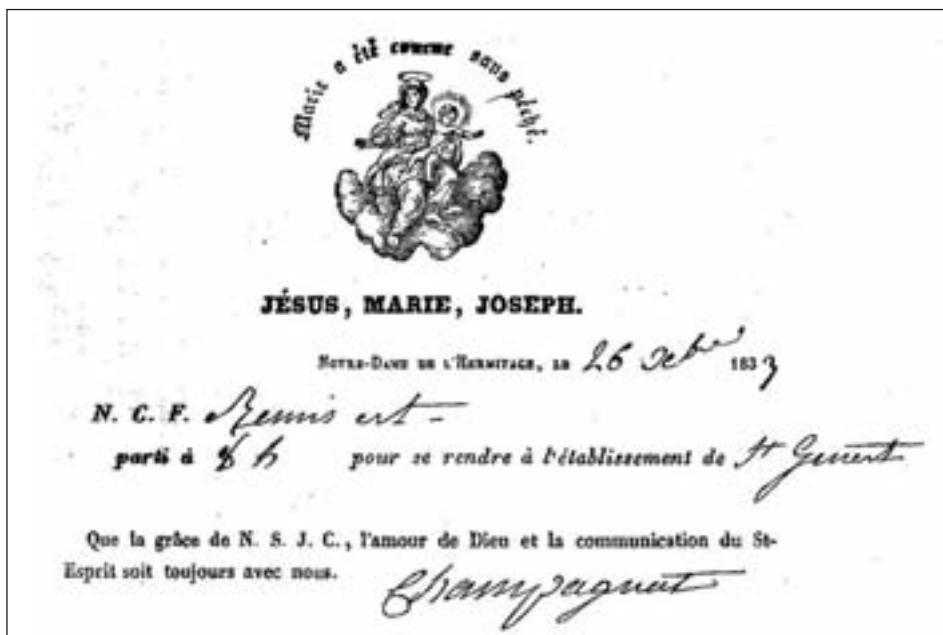 Marie a été conçue sans péché.
JÉSUS, MARIE, JOSEPH.
NOTRE-DAME DE L'HERMITAGE, LE 26 1833
N. C. F. est
parti à 8 h pour se rendre à l'établissement de St Genest
Que la grâce de N. S. J. C., l'amour de Dieu et la communication du St-
Esprit soit toujours avec nous.
Champagnat